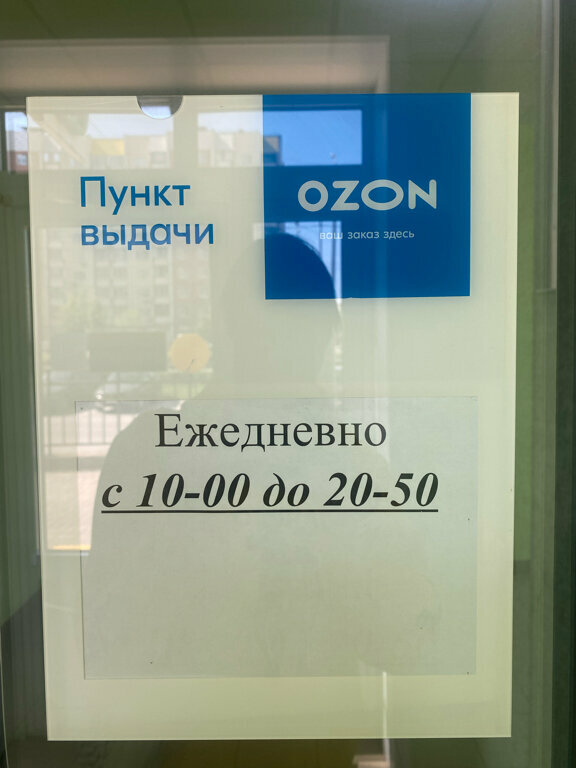 Пункт
выдачи
OZON
ваш заказ здесь
Ежедневно
с 10-00 до 20-50